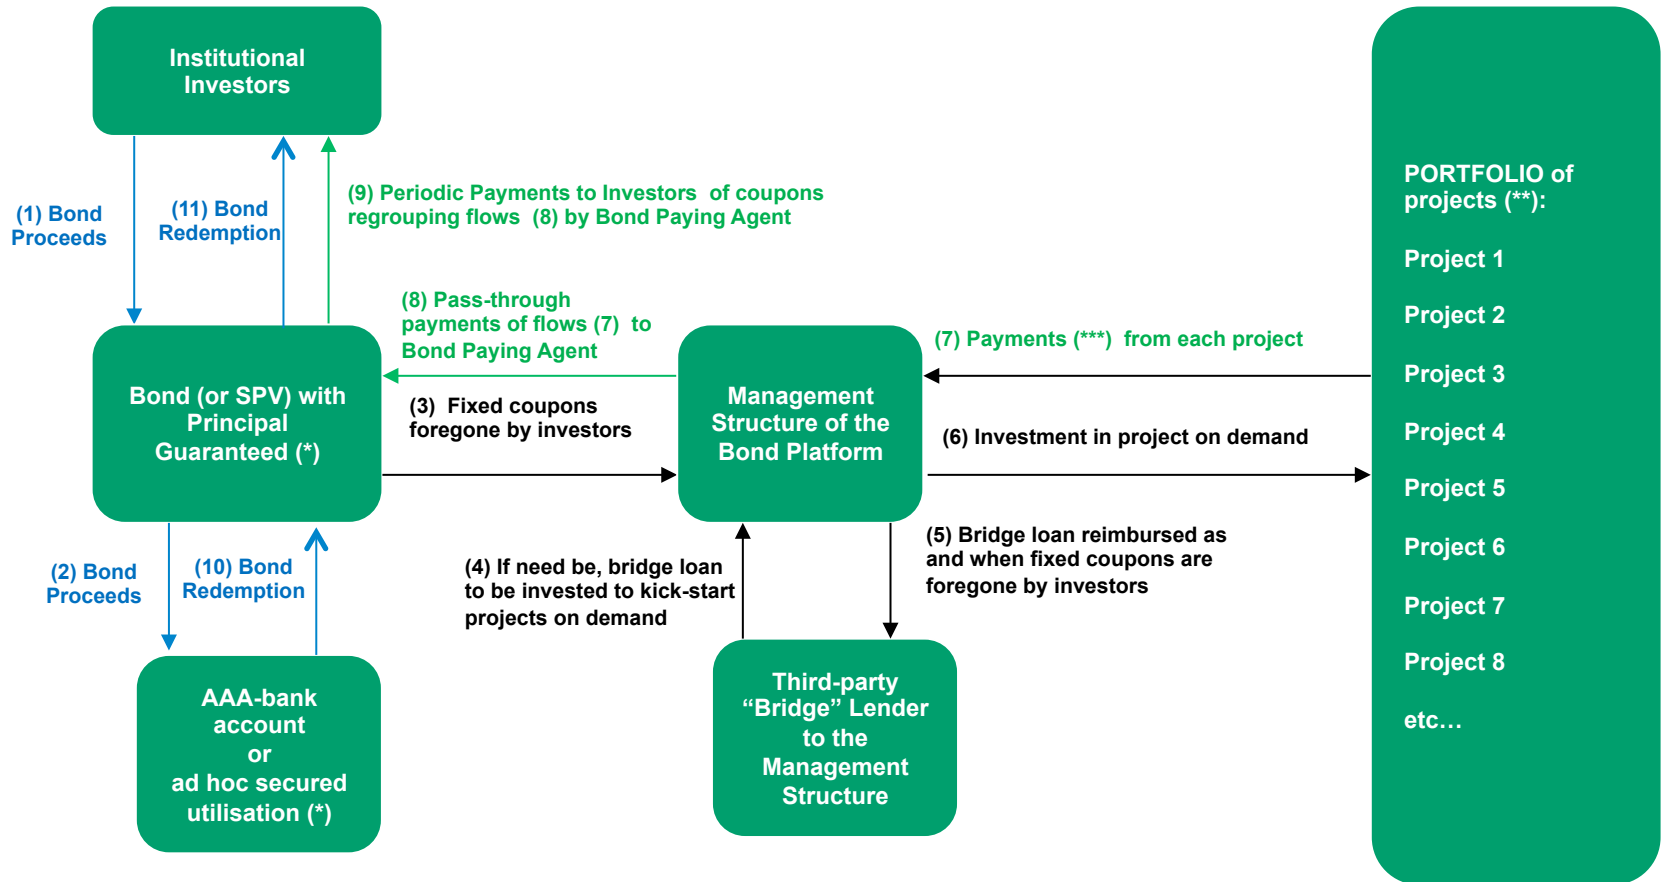 Institutional
Investors
(1) Bond
Proceeds
(11) Bond
Redemption
(9) Periodic Payments to Investors of coupons
regrouping flows (8) by Bond Paying Agent
(8) Pass-through
payments of flows (7) to
Bond Paying Agent
(7) Payments (***) from each project
Bond (or SPV) with
Principal
Guaranteed (*)
(3) Fixed coupons
foregone by investors
Management
Structure of the
Bond Platform
(6) Investment in project on demand
(2) Bond
Proceeds
(10) Bond
Redemption
(4) If need be, bridge loan
to be invested to kick-start
projects on demand
(5) Bridge loan reimbursed as
and when fixed coupons are
foregone by investors
AAA-bank
account
or
ad hoc secured
utilisation (*)
Third-party
“Bridge” Lender
to the
Management
Structure
PORTFOLIO of
projects (**):
Project 1
Project 2
Project 3
Project 4
Project 5
Project 6
Project 7
Project 8
etc…